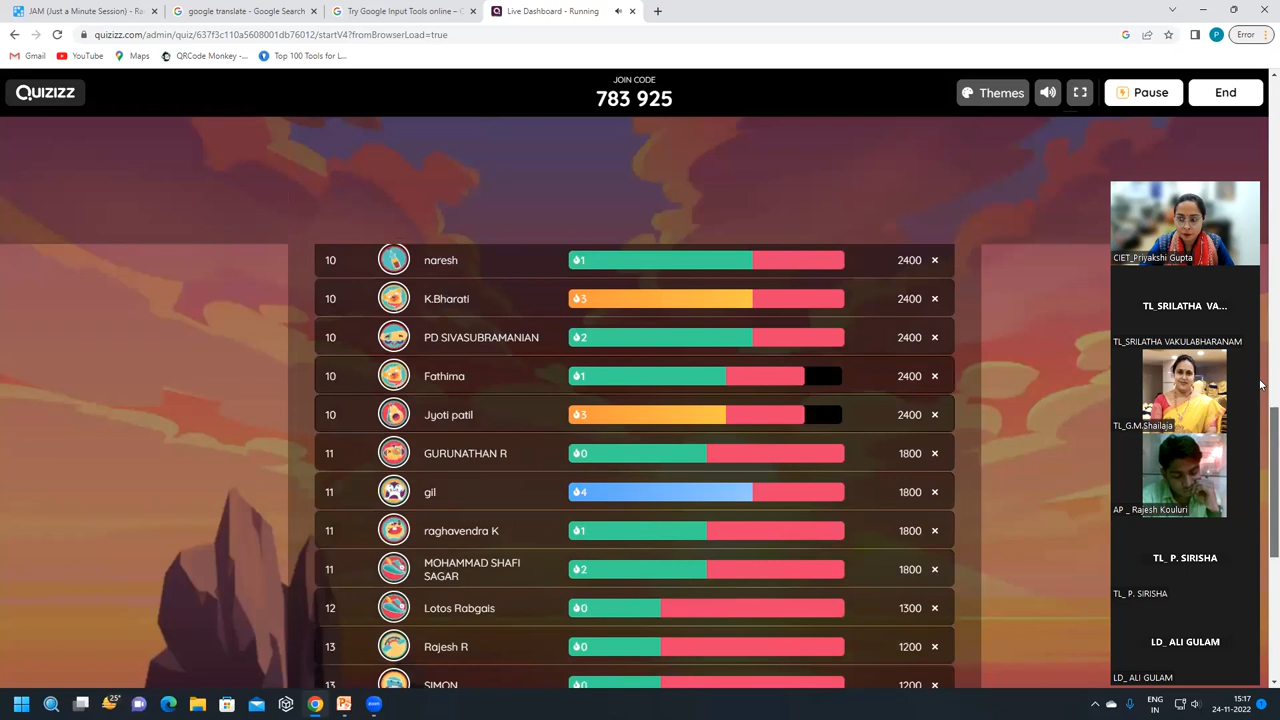 JAM (Just a Minute Session) - Ra
google translate - Google Search
Try Google Input Tools online – G
Live Dashboard - Running
quizizz.com/admin/quiz/637f3c110a5608001db76012/startV4?fromBrowserLoad=true
P
Error
Gmail
YouTube
Maps
QRCode Monkey -...
Top 100 Tools for L...
Quizizz
JOIN CODE
783 925
Themes
Pause
End
10 naresh 1 2400
10 K.Bharati 3 2400
10 PD SIVASUBRAMANIAN 2 2400
10 Fathima 1 2400
10 Jyoti patil 3 2400
11 GURUNATHAN R 0 1800
11 gil 4 1800
11 raghavendra K 1 1800
11 MOHAMMAD SHAFI SAGAR 2 1800
12 Lotos Rabgais 0 1300
13 Rajesh R 0 1200
13 SIMON 0 1200
CIET_Priyakshi Gupta
TL_SRILATHA VA...
TL_SRILATHA VAKULABHARANAM
TL_G.M.Shailaja
AP _ Rajesh Kouluri
TL_ P. SIRISHA
TL_ P. SIRISHA
LD_ ALI GULAM
LD_ ALI GULAM
25°
ENG
IN
15:17
24-11-2022